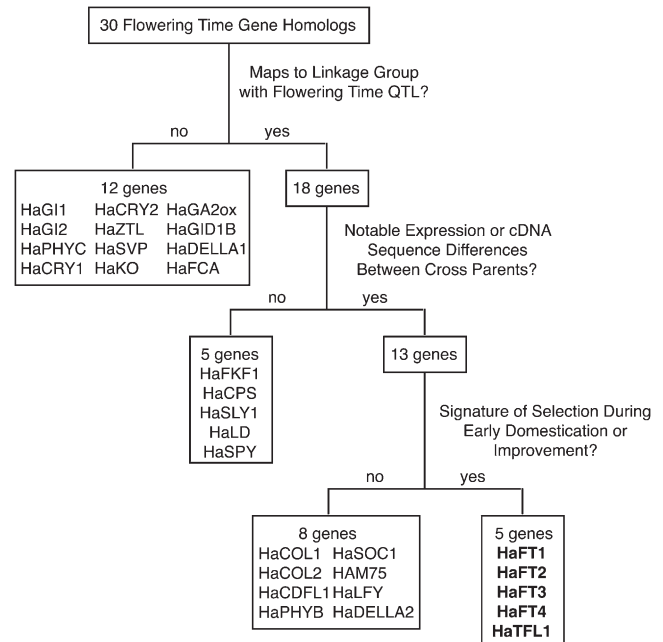 30 Flowering Time Gene Homologs
Maps to Linkage Group
with Flowering Time QTL?
no yes
12 genes
HaGI1 HaCRY2 HaGA2ox
HaGI2 HaZTL HaGID1B
HaPHYC HaSVP HaDELLA1
HaCRY1 HaKO HaFCA
18 genes
Notable Expression or cDNA
Sequence Differences
Between Cross Parents?
no yes
5 genes
HaFKF1
HaCPS
HaSLY1
HaLD
HaSPY
13 genes
Signature of Selection During
Early Domestication or
Improvement?
no yes
8 genes
HaCOL1 HaSOC1
HaCOL2 HAM75
HaCDFL1 HaLFY
HaPHYB HaDELLA2
5 genes
HaFT1
HaFT2
HaFT3
HaFT4
HaTFL1